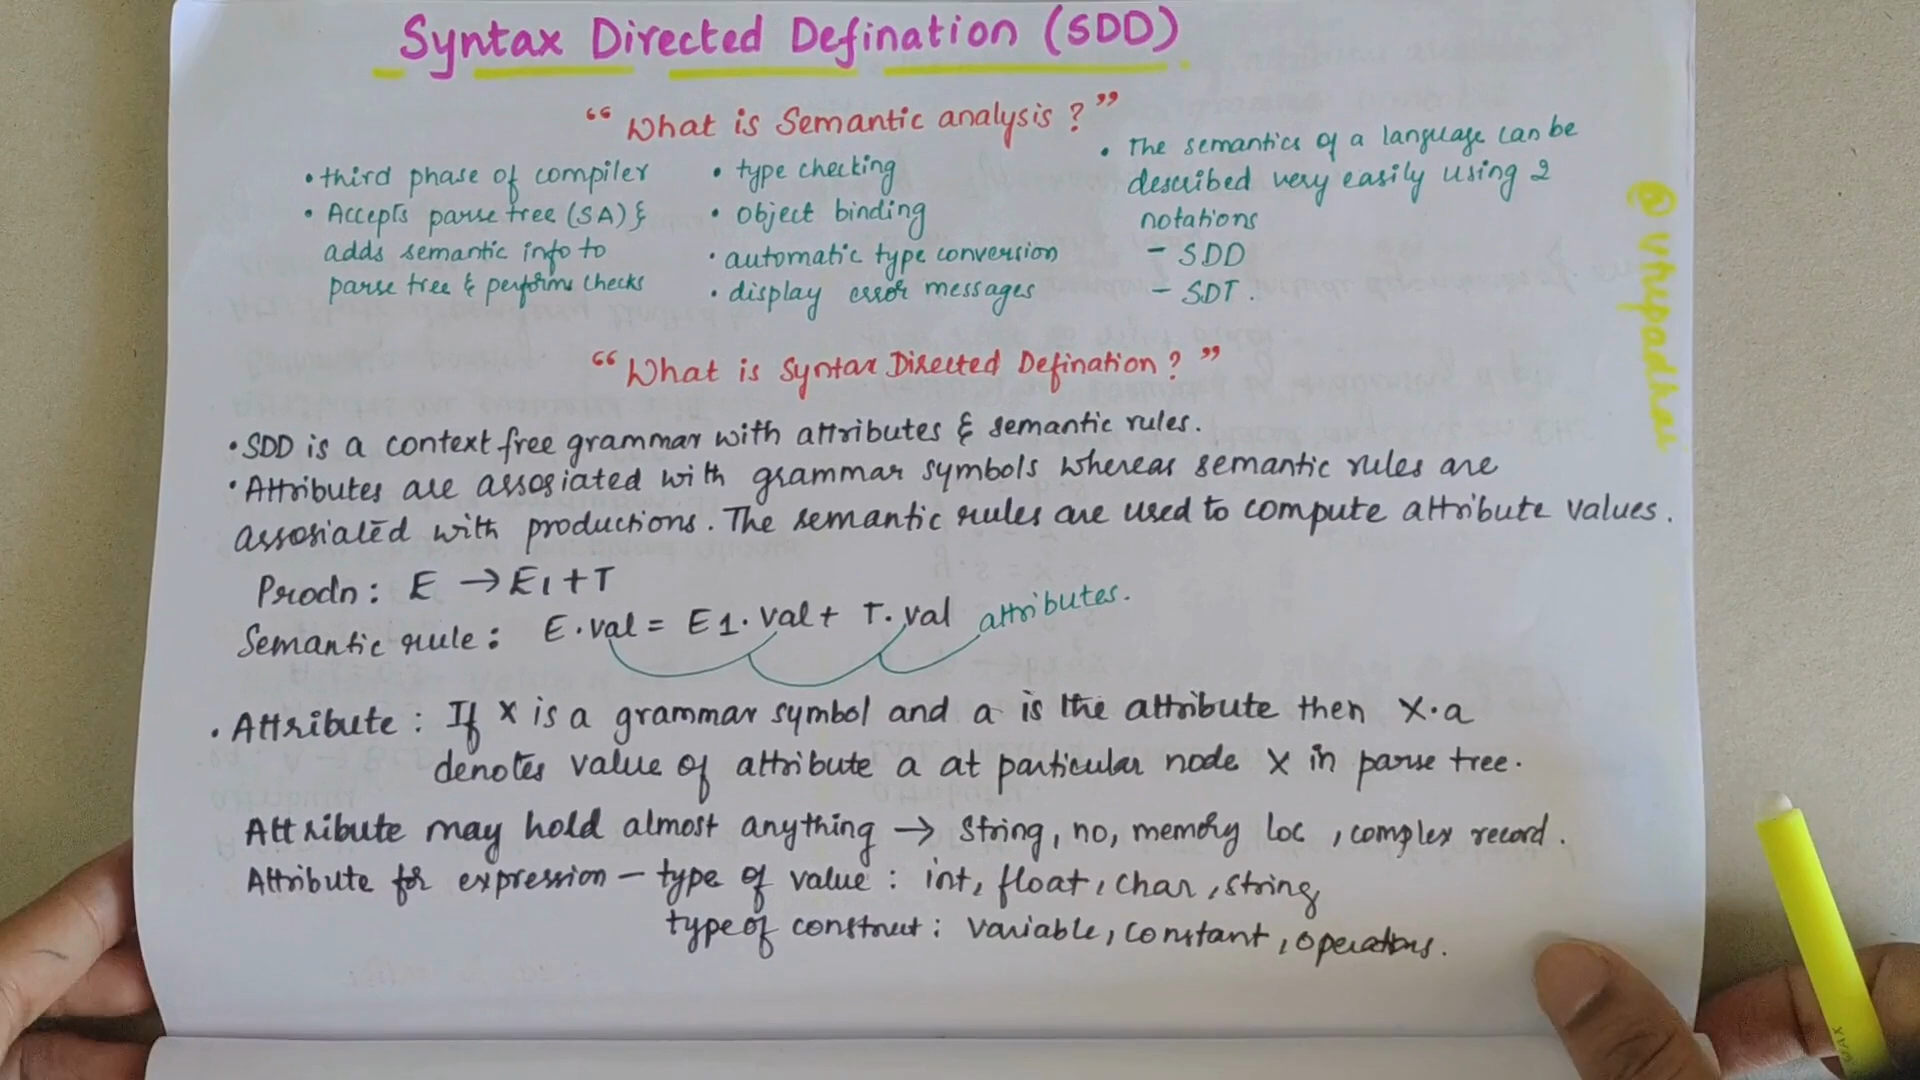 Syntax Directed Defination (SDD)
“ What is Semantic analysis ? ”
• third phase of compiler
• Accepts parse tree (SA) &
adds semantic info to
parse tree & performs checks
• type checking
• object binding
• automatic type conversion
• display error messages
• The semantics of a language can be
described very easily using 2
notations
- SDD
- SDT .
“ What is Syntax Directed Defination ? ”
• SDD is a context free grammar with attributes & semantic rules.
• Attributes are assosiated with grammar symbols whereas semantic rules are
assosiated with productions. The semantic rules are used to compute attribute values.
Prodn : E → E1 + T
Semantic rule : E . val = E1 . val + T . val attributes.
• Attribute : If X is a grammar symbol and a is the attribute then X.a
denotes value of attribute a at particular node X in parse tree.
Attribute may hold almost anything → string, no, memory loc , complex record .
Attribute for expression – type of value : int, float, char, string
type of construct : variable, constant, operators.